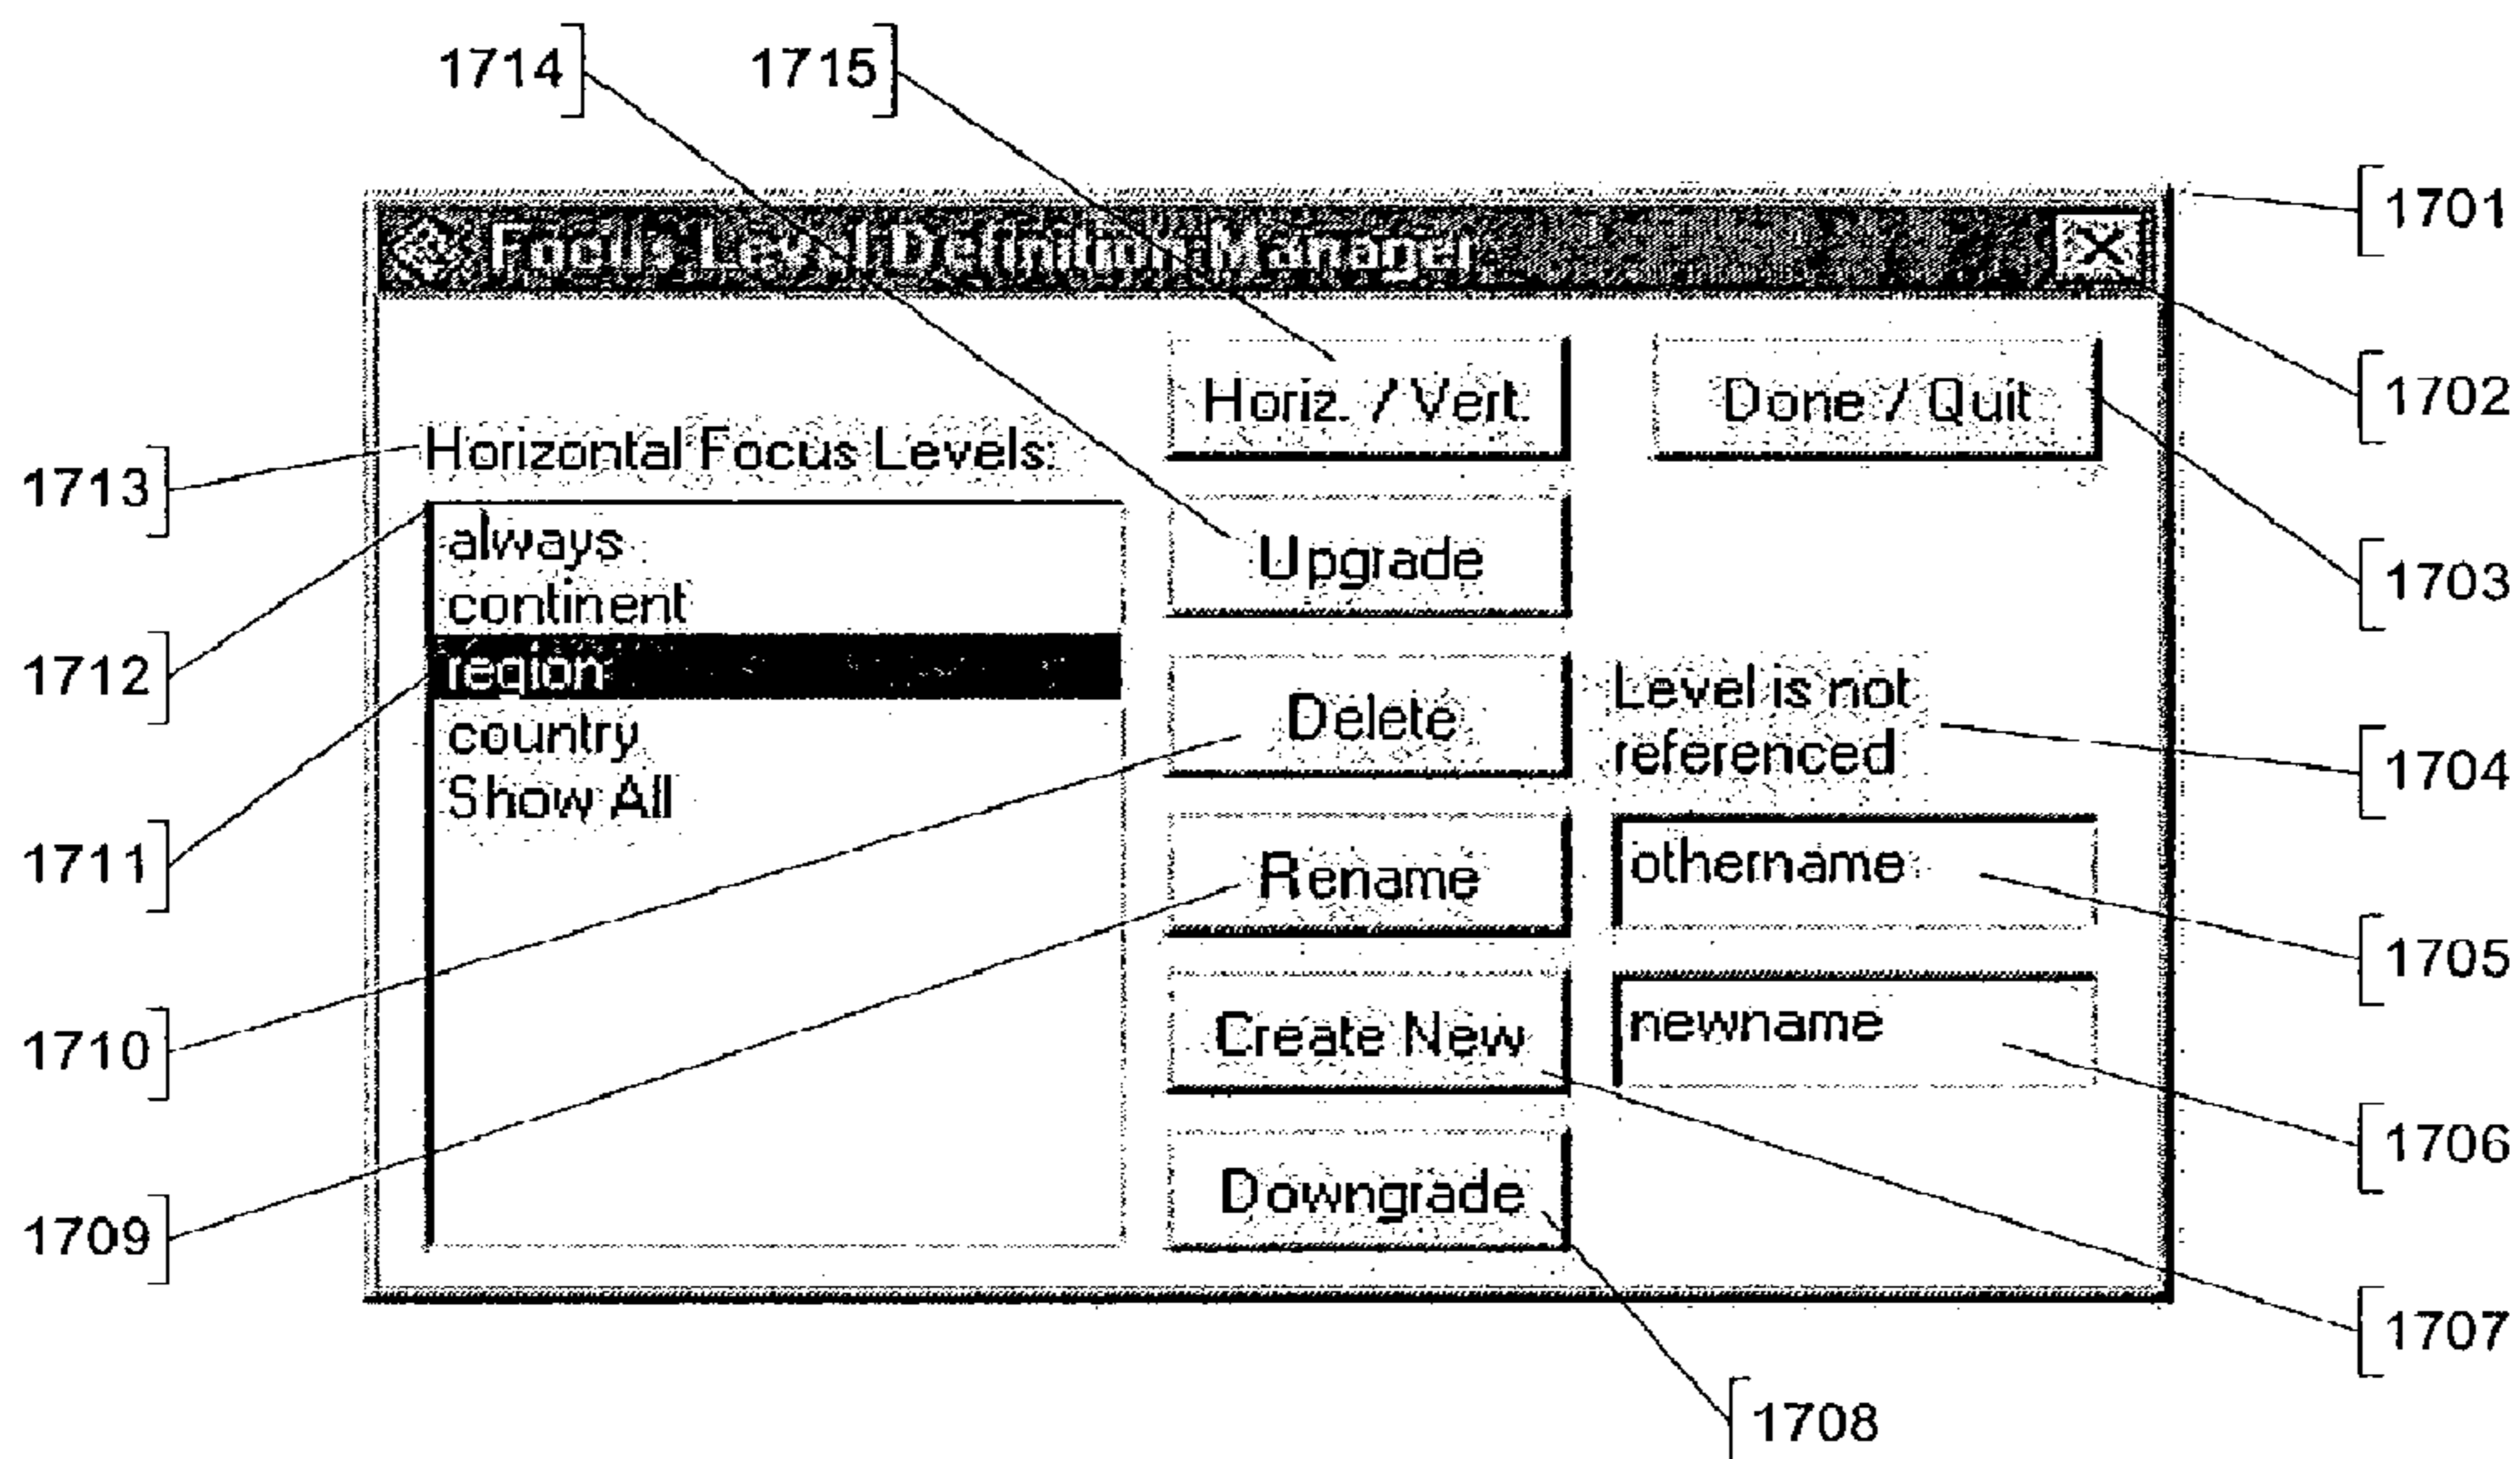 1714
1715
1701
Focus Level Definition Manager
1702
Horiz. / Vert.
Done / Quit
1713
Horizontal Focus Levels:
1703
always
continent
region
country
Show All
Upgrade
1712
Delete
Level is not
referenced
1704
1711
Rename
othername
1705
1710
Create New
newname
1706
1709
Downgrade
1707
1708